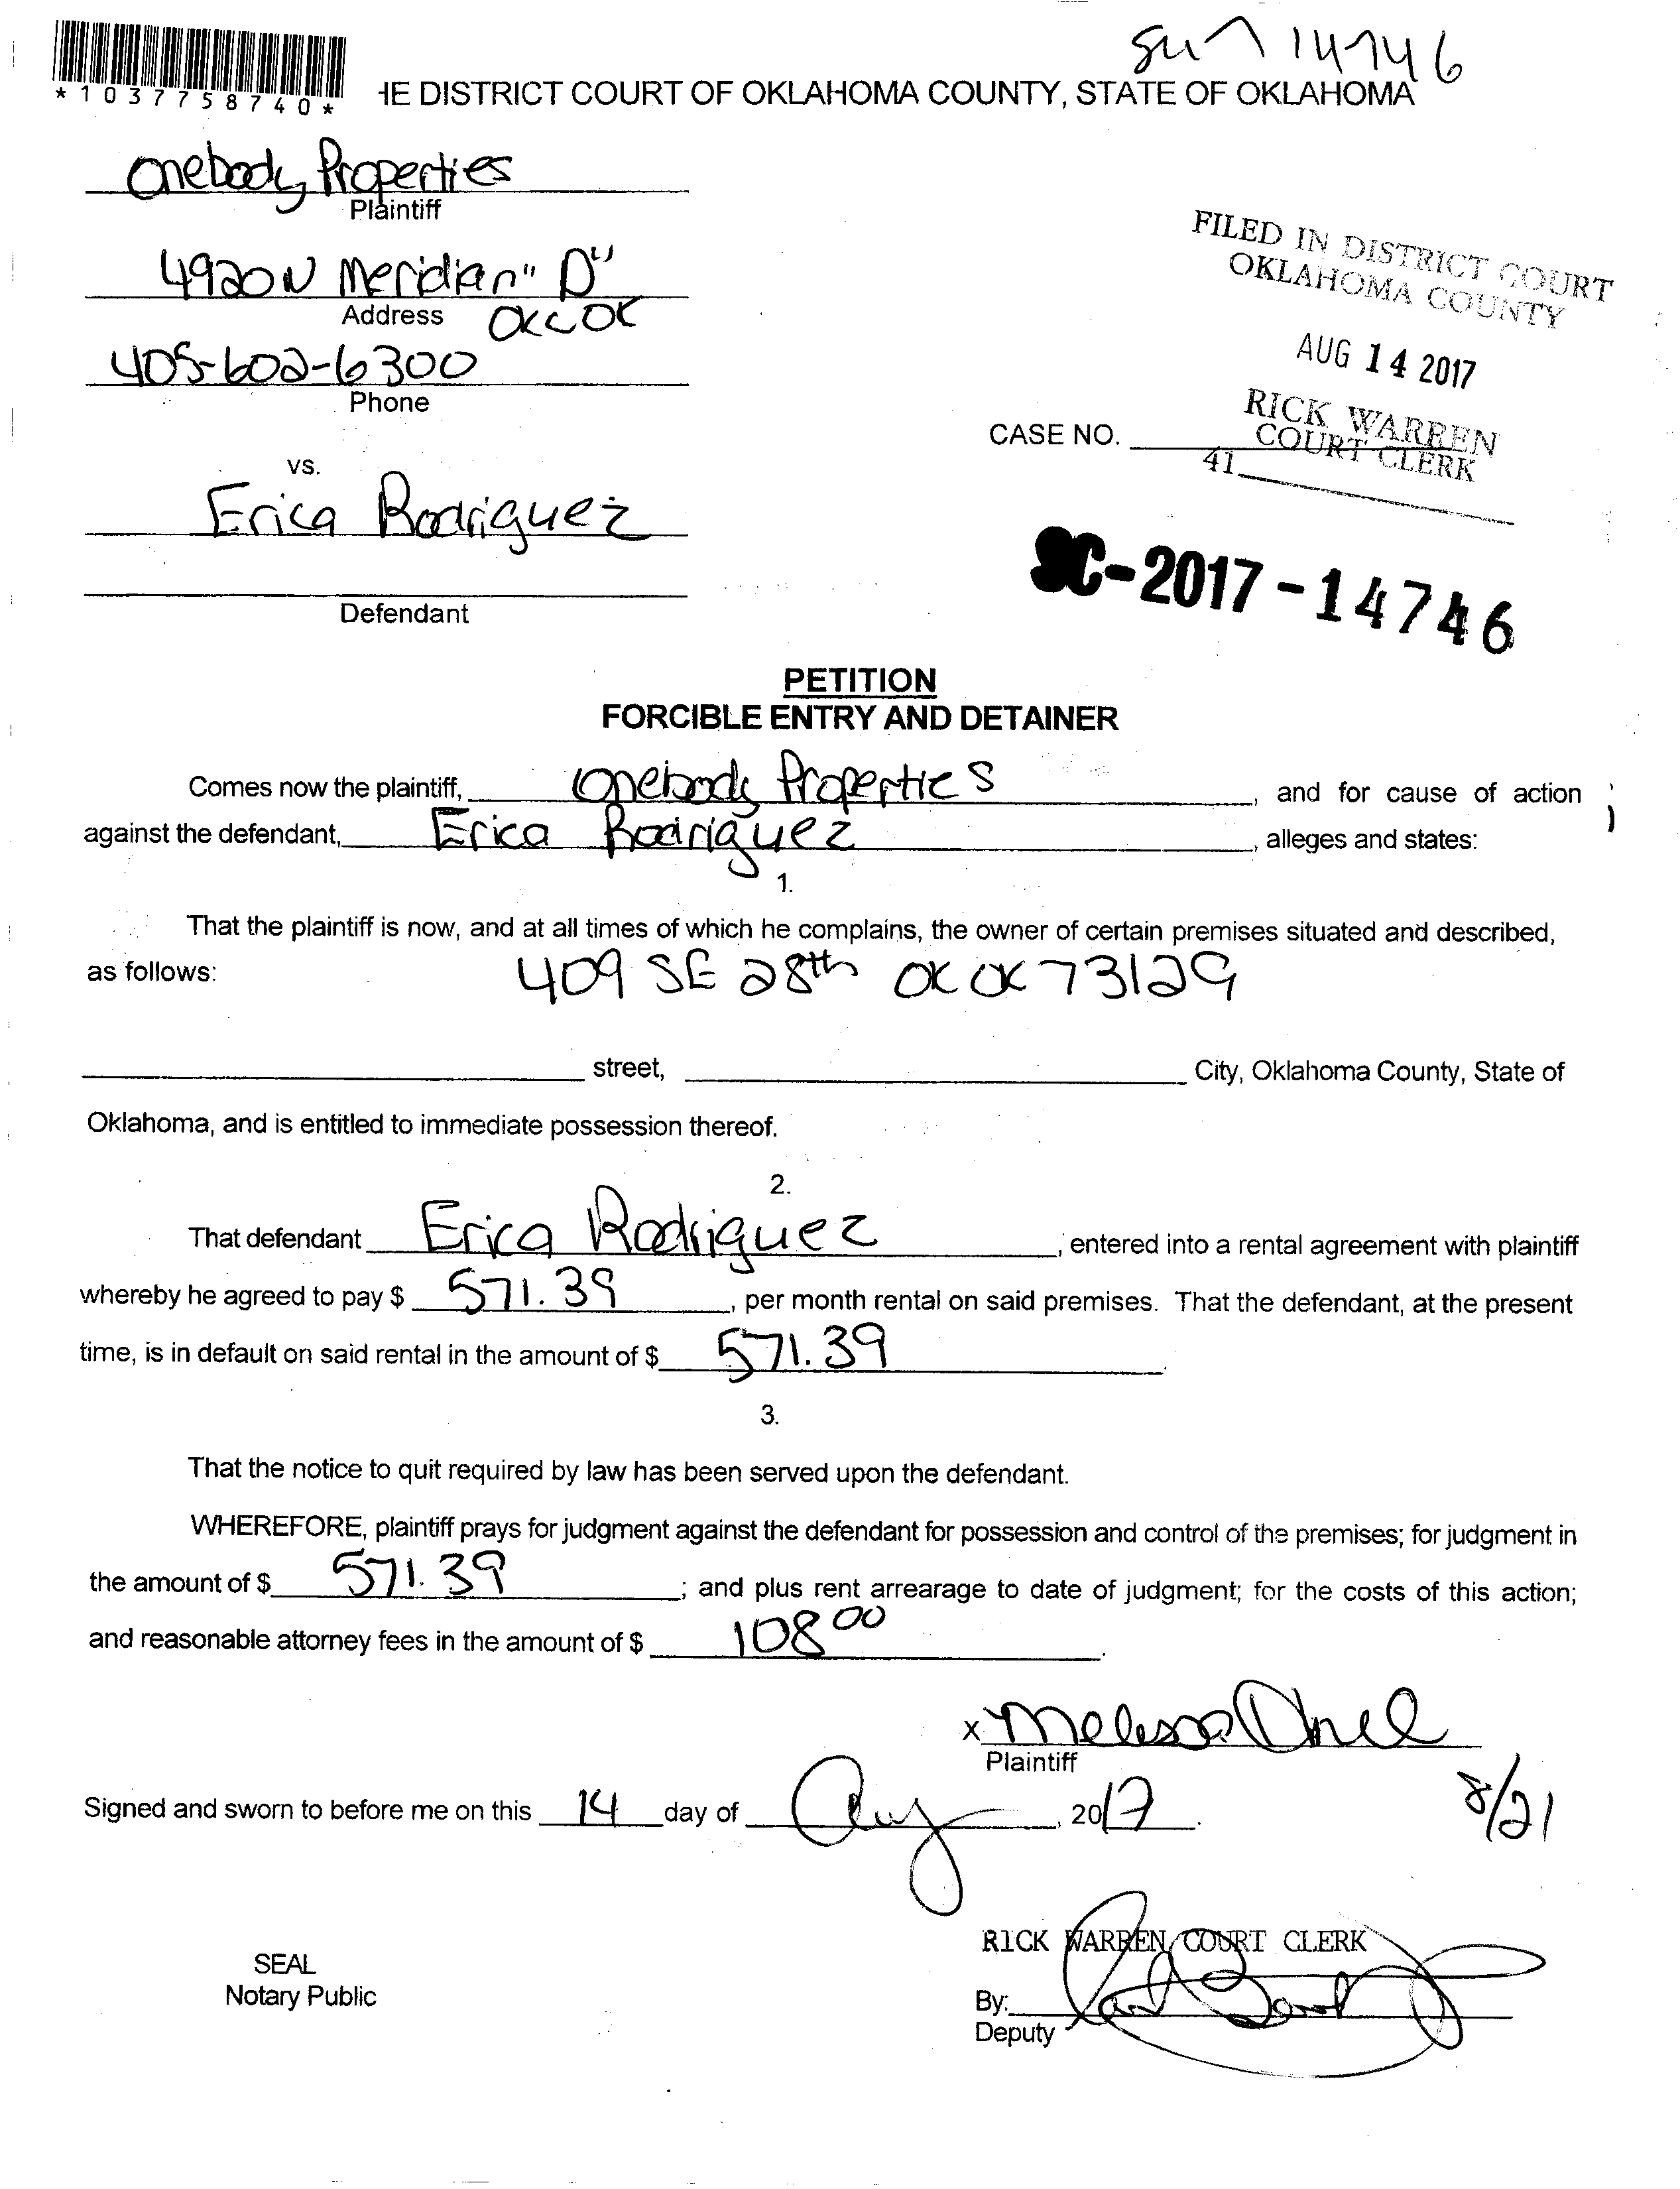 14746
*1037758740*
HE DISTRICT COURT OF OKLAHOMA COUNTY, STATE OF OKLAHOMA
Onebody Properties
Plaintiff
4920 N Meridian "D"
Address OKC OK
405-602-6300
Phone
FILED IN DISTRICT COURT
OKLAHOMA COUNTY
AUG 14 2017
RICK WARREN
COURT CLERK
41
CASE NO.
vs.
Erica Rodriguez
Defendant
SC-2017-14746
PETITION
FORCIBLE ENTRY AND DETAINER
Comes now the plaintiff, Onebody Properties, and for cause of action
against the defendant, Erica Rodriguez, alleges and states:
1.
That the plaintiff is now, and at all times of which he complains, the owner of certain premises situated and described,
as follows: 409 SE 28th OK OK 73129
street, City, Oklahoma County, State of
Oklahoma, and is entitled to immediate possession thereof.
2.
That defendant Erica Rodriguez, entered into a rental agreement with plaintiff
whereby he agreed to pay $ 571.39, per month rental on said premises. That the defendant, at the present
time, is in default on said rental in the amount of $ 571.39.
3.
That the notice to quit required by law has been served upon the defendant.
WHEREFORE, plaintiff prays for judgment against the defendant for possession and control of the premises; for judgment in
the amount of $ 571.39; and plus rent arrearage to date of judgment; for the costs of this action;
and reasonable attorney fees in the amount of $ 108 00.
x Melissa
Plaintiff
Signed and sworn to before me on this 14 day of Aug, 2017.
8/21
RICK WARREN COURT CLERK
SEAL
Notary Public
By:
Deputy